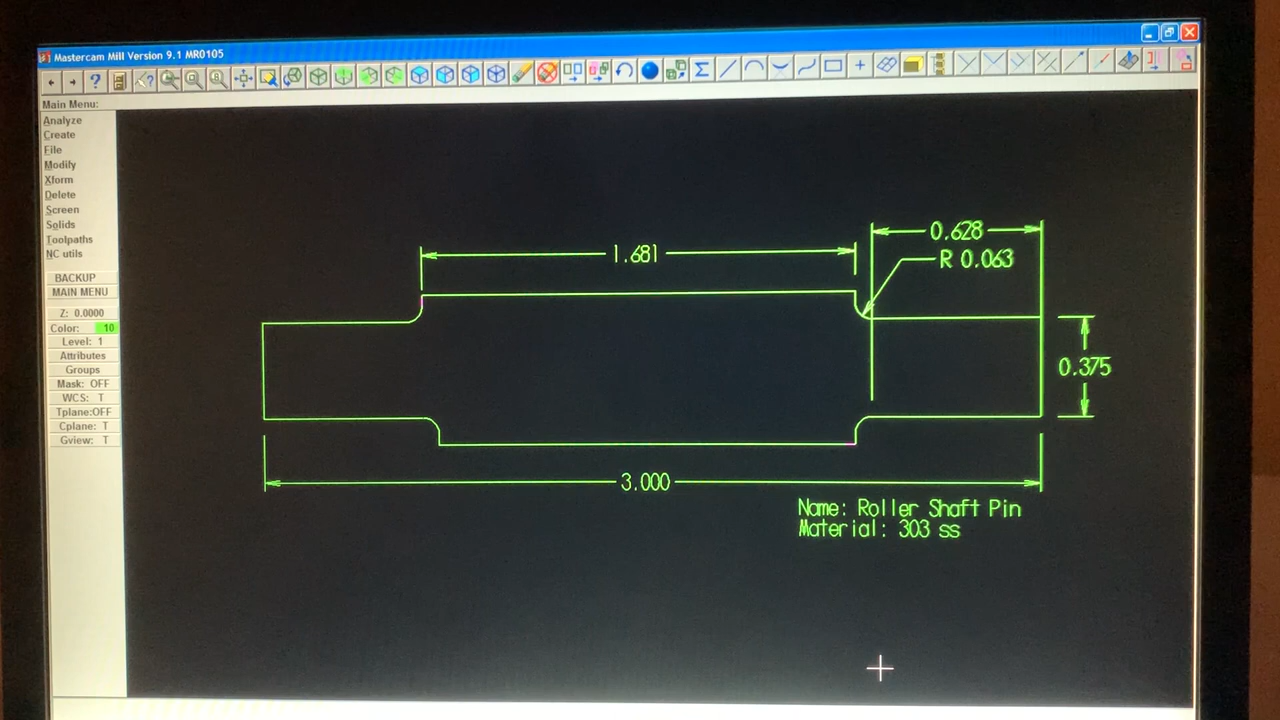 Mastercam Mill Version 9.1 MR0105
Main Menu:
Analyze
Create
File
Modify
Xform
Delete
Screen
Solids
Toolpaths
NC utils
BACKUP
MAIN MENU
Z: 0.0000
Color: 10
Level: 1
Attributes
Groups
Mask: OFF
WCS: T
Tplane:OFF
Cplane: T
Gview: T
0.628
1.681
R 0.063
0.375
3.000
Name: Roller Shaft Pin
Material: 303 ss